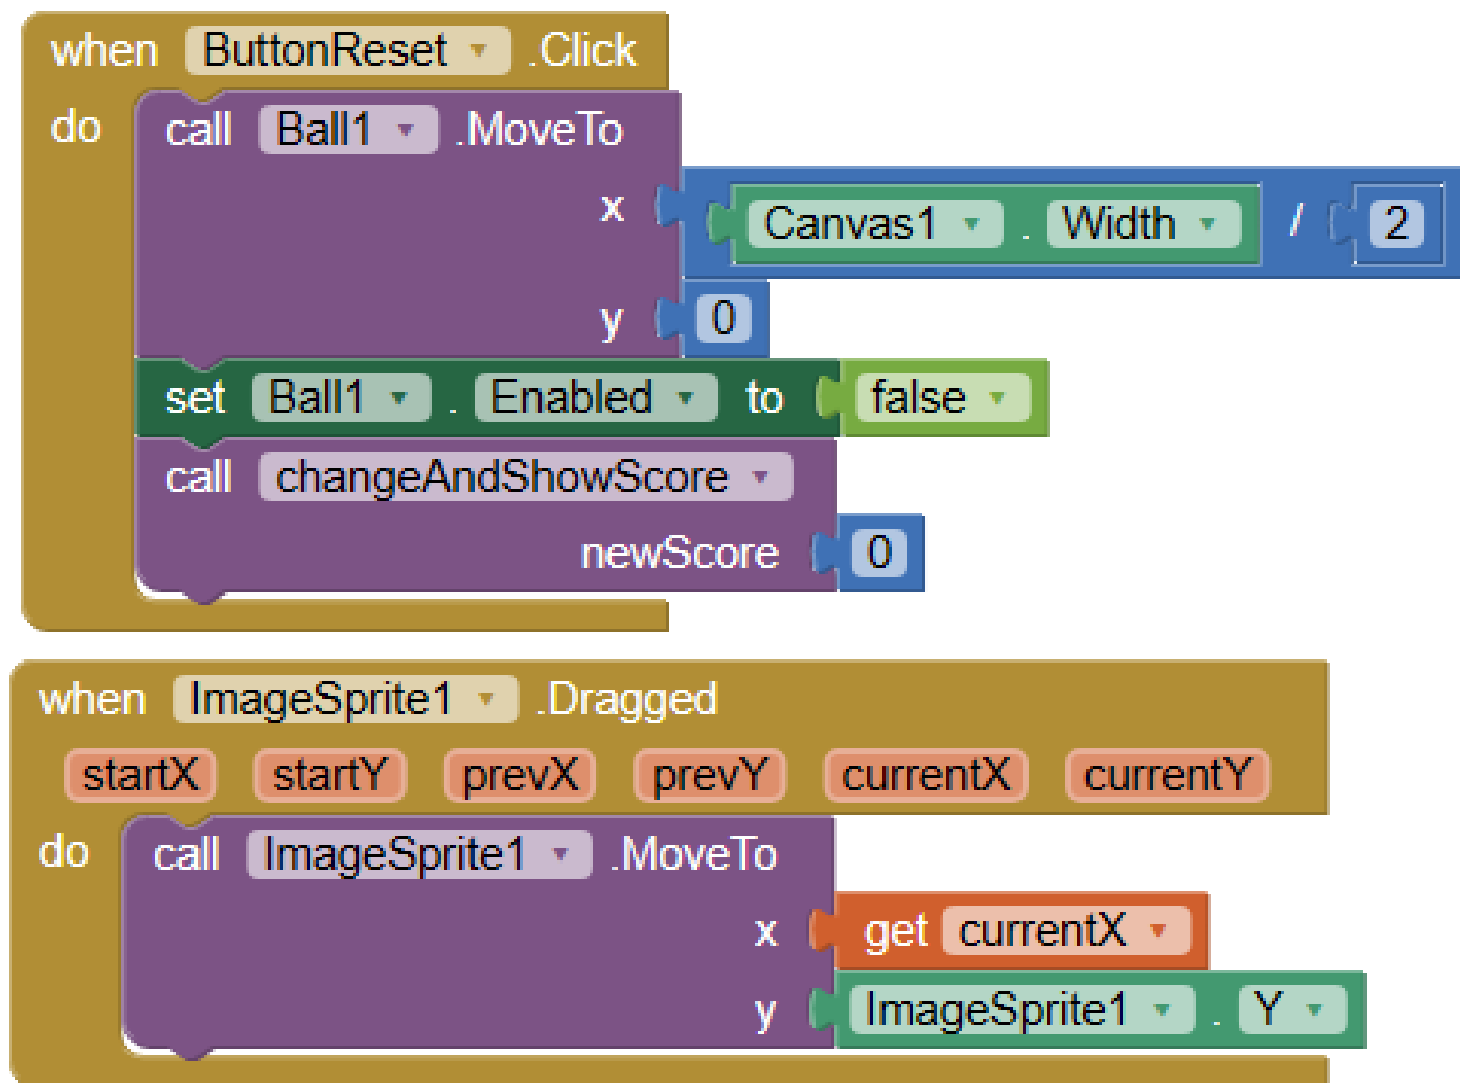 when ButtonReset .Click
do call Ball1 .MoveTo
x Canvas1 . Width / 2
y 0
set Ball1 . Enabled to false
call changeAndShowScore
newScore 0
when ImageSprite1 .Dragged
startX startY prevX prevY currentX currentY
do call ImageSprite1 .MoveTo
x get currentX
y ImageSprite1 . Y